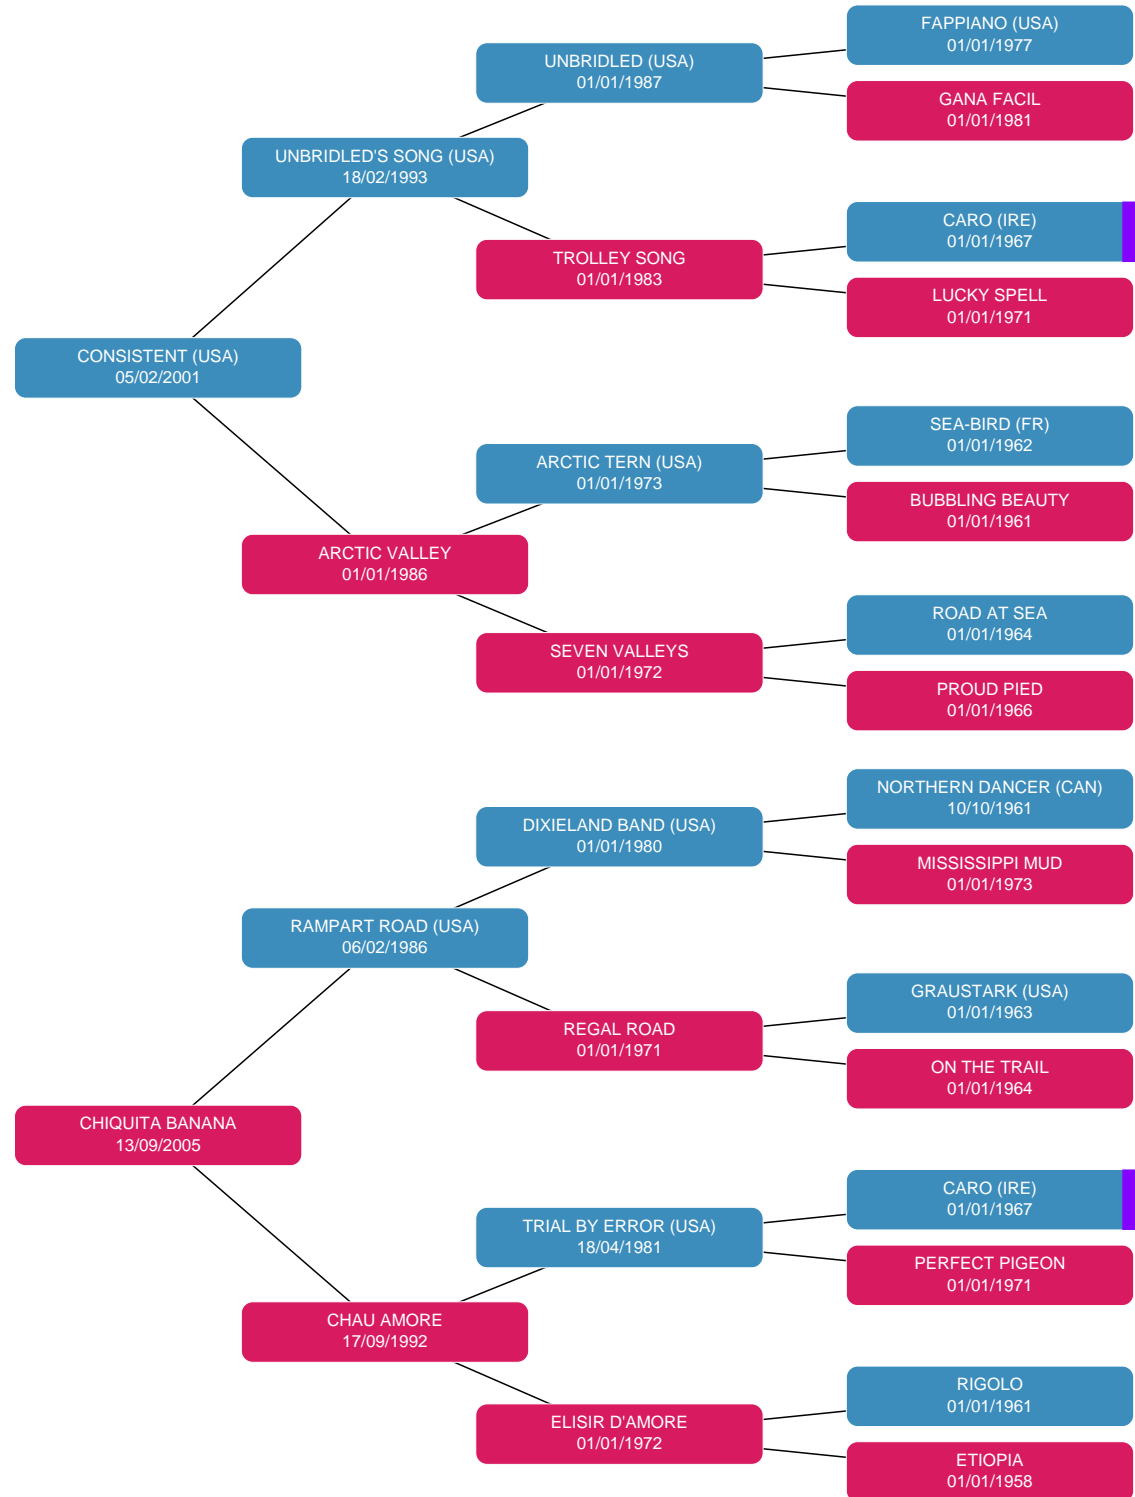 FAPPIANO (USA)
01/01/1977
UNBRIDLED (USA)
01/01/1987
GANA FACIL
01/01/1981
UNBRIDLED'S SONG (USA)
18/02/1993
CARO (IRE)
01/01/1967
TROLLEY SONG
01/01/1983
LUCKY SPELL
01/01/1971
CONSISTENT (USA)
05/02/2001
SEA-BIRD (FR)
01/01/1962
ARCTIC TERN (USA)
01/01/1973
BUBBLING BEAUTY
01/01/1961
ARCTIC VALLEY
01/01/1986
ROAD AT SEA
01/01/1964
SEVEN VALLEYS
01/01/1972
PROUD PIED
01/01/1966
NORTHERN DANCER (CAN)
10/10/1961
DIXIELAND BAND (USA)
01/01/1980
MISSISSIPPI MUD
01/01/1973
RAMPART ROAD (USA)
06/02/1986
GRAUSTARK (USA)
01/01/1963
REGAL ROAD
01/01/1971
ON THE TRAIL
01/01/1964
CHIQUITA BANANA
13/09/2005
CARO (IRE)
01/01/1967
TRIAL BY ERROR (USA)
18/04/1981
PERFECT PIGEON
01/01/1971
CHAU AMORE
17/09/1992
RIGOLO
01/01/1961
ELISIR D'AMORE
01/01/1972
ETIOPIA
01/01/1958